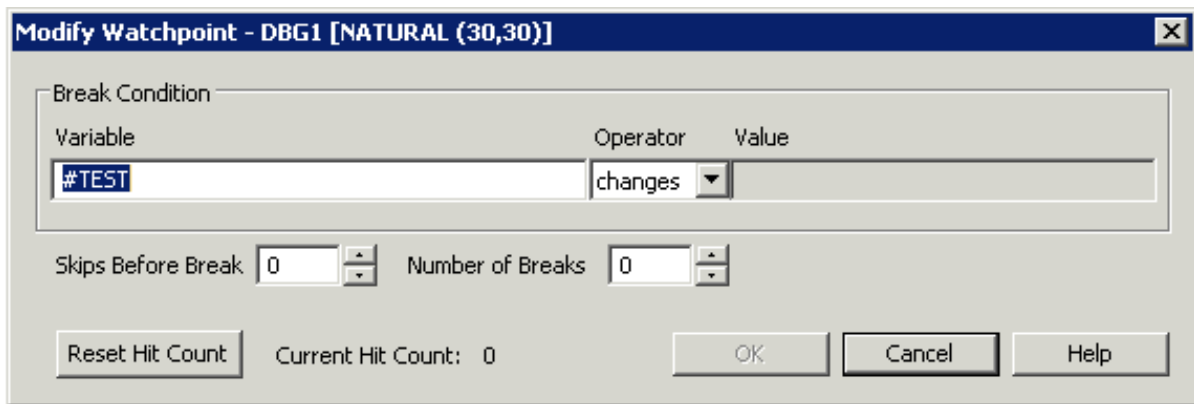 Modify Watchpoint - DBG1 [NATURAL (30,30)]
Break Condition
Variable Operator Value
#TEST changes
Skips Before Break 0 Number of Breaks 0
Reset Hit Count Current Hit Count: 0 OK Cancel Help